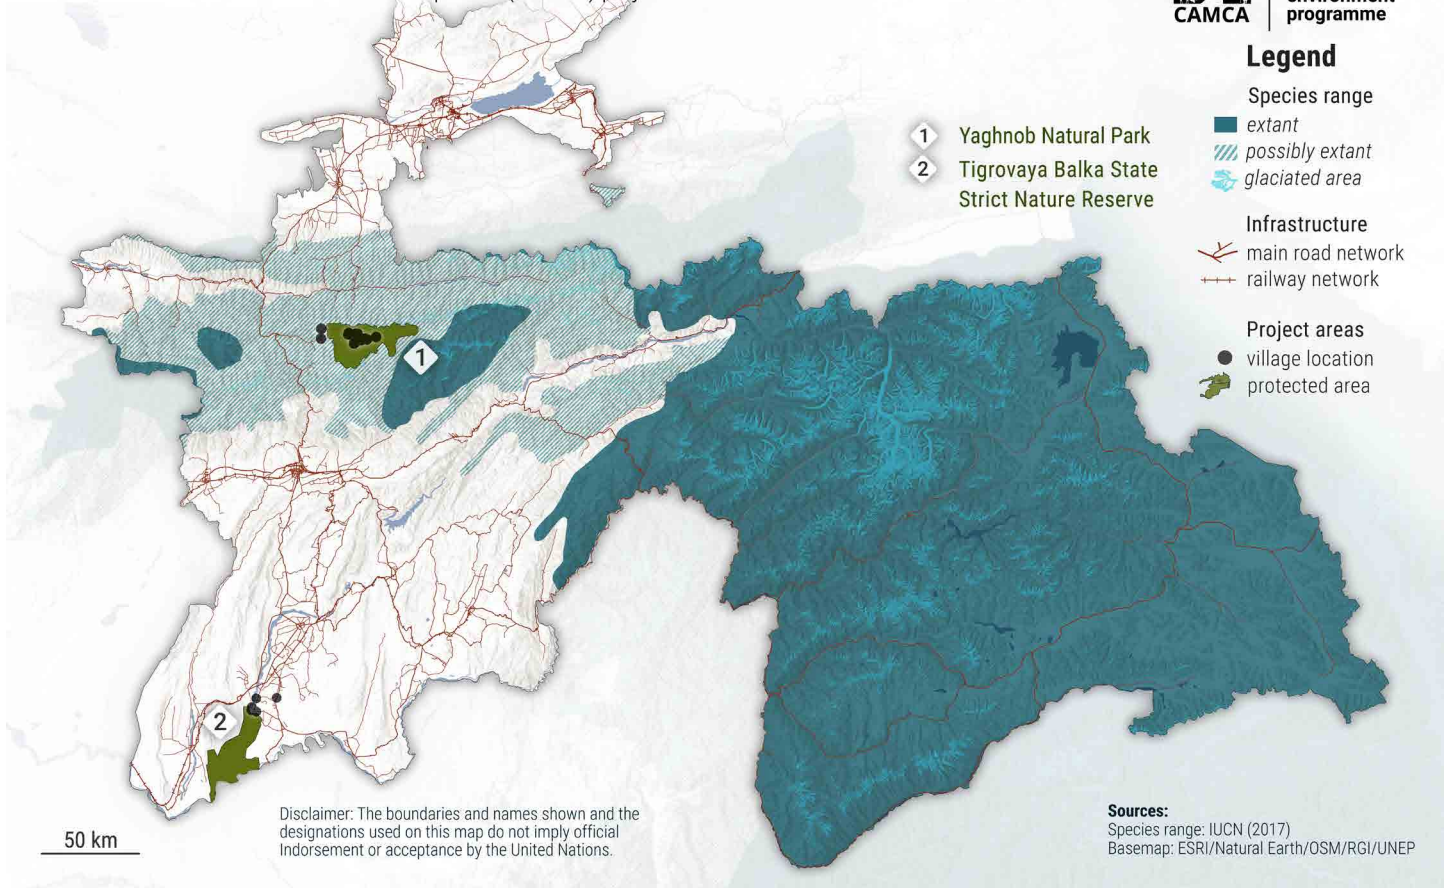 CAMCA
environment
programme
Legend
Species range
extant
possibly extant
glaciated area
Infrastructure
main road network
railway network
Project areas
village location
protected area
1 Yaghnob Natural Park
2 Tigrovaya Balka State
Strict Nature Reserve
1
2
50 km
Disclaimer: The boundaries and names shown and the
designations used on this map do not imply official
Indorsement or acceptance by the United Nations.
Sources:
Species range: IUCN (2017)
Basemap: ESRI/Natural Earth/OSM/RGI/UNEP